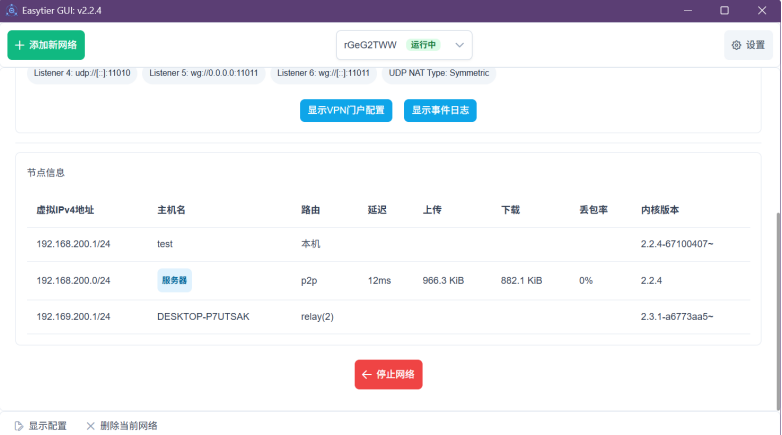 Easytier GUI: v2.2.4
添加新网络 rGeG2TWW 运行中 设置
Listener 4: udp://[::]:11010 Listener 5: wg://0.0.0.0:11011 Listener 6: wg://[::]:11011 UDP NAT Type: Symmetric
显示VPN门户配置 显示事件日志
节点信息
虚拟IPv4地址 主机名 路由 延迟 上传 下载 丢包率 内核版本
192.168.200.1/24 test 本机 2.2.4-67100407~
192.168.200.0/24 服务器 p2p 12ms 966.3 KiB 882.1 KiB 0% 2.2.4
192.169.200.1/24 DESKTOP-P7UTSAK relay(2) 2.3.1-a6773aa5~
停止网络
显示配置 删除当前网络